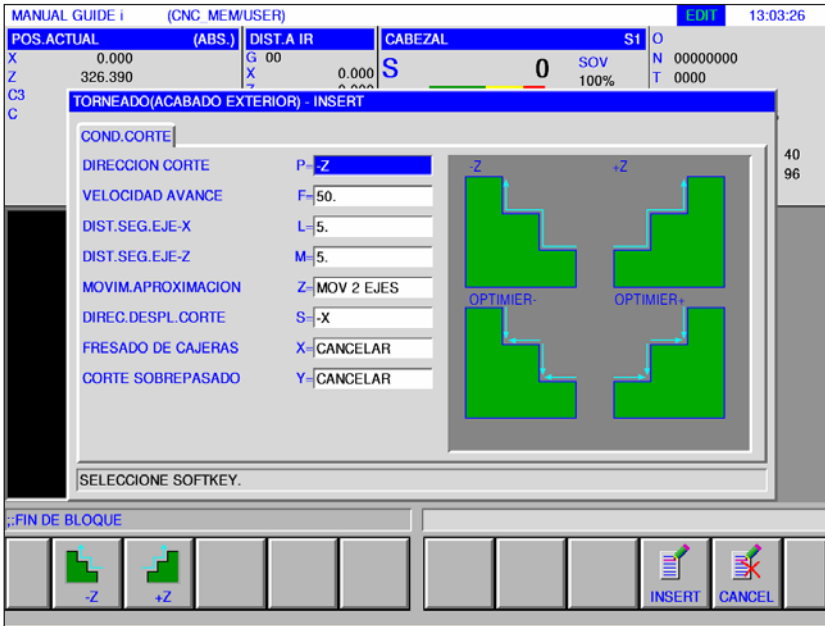 MANUAL GUIDE i (CNC_MEM/USER) EDIT 13:03:26
POS.ACTUAL (ABS.) DIST.A IR CABEZAL S1 O
X 0.000 G 00 S 0 SOV N 00000000
Z 326.390 X 0.000 100% T 0000
C3
C
TORNEADO(ACABADO EXTERIOR) - INSERT
COND.CORTE
DIRECCION CORTE P= -Z
VELOCIDAD AVANCE F= 50.
DIST.SEG.EJE-X L= 5.
DIST.SEG.EJE-Z M= 5.
MOVIM.APROXIMACION Z= MOV 2 EJES
DIREC.DESPL.CORTE S= -X
FRESADO DE CAJERAS X= CANCELAR
CORTE SOBREPASADO Y= CANCELAR
-Z +Z
OPTIMIER- OPTIMIER+
40
96
SELECCIONE SOFTKEY.
;:FIN DE BLOQUE
-Z +Z INSERT CANCEL